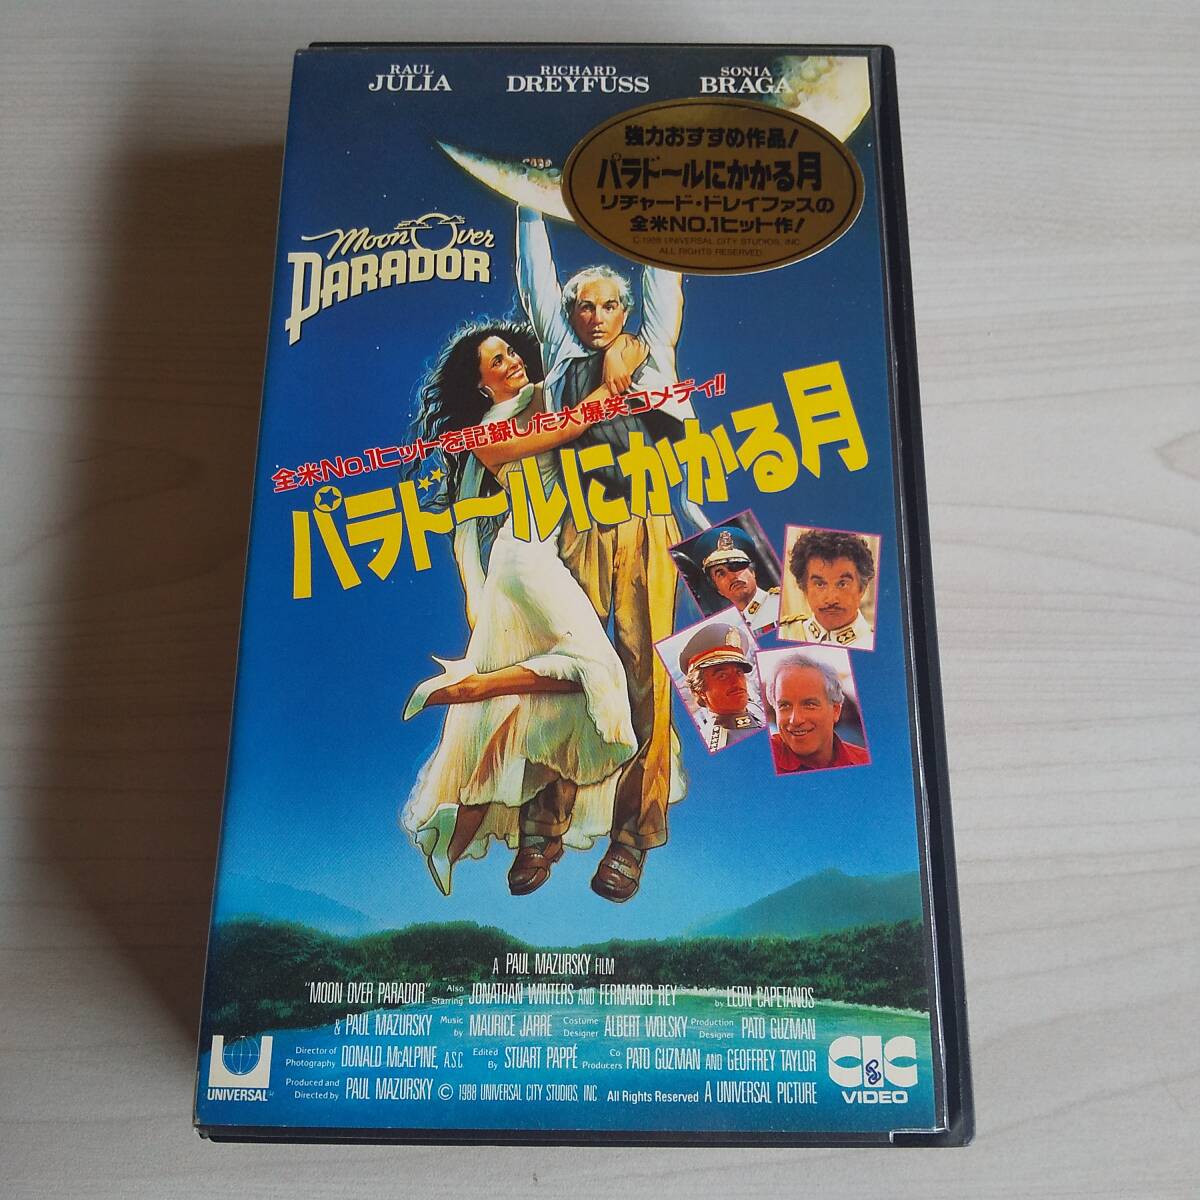 RAUL
JULIA
RICHARD
DREYFUSS
SONIA
BRAGA
強力おすすめ作品!
パラドールにかかる月
リチャード・ドレイファスの
全米NO.1ヒット作!
©1988 UNIVERSAL CITY STUDIOS, INC.
ALL RIGHTS RESERVED.
Moon Over
PARADOR
全米No.1ヒットを記録した大爆笑コメディ!!
パラドールにかかる月
A PAUL MAZURSKY FILM
"MOON OVER PARADOR" Also Starring JONATHAN WINTERS AND FERNANDO REY by LEON CAPETANOS
& PAUL MAZURSKY Music by MAURICE JARRE Costume Designer ALBERT WOLSKY Production Designer PATO GUZMAN
Director of Photography DONALD McALPINE, A.S.C. Edited By STUART PAPPÉ Co Producers PATO GUZMAN AND GEOFFREY TAYLOR
Produced and Directed by PAUL MAZURSKY © 1988 UNIVERSAL CITY STUDIOS, INC. All Rights Reserved A UNIVERSAL PICTURE
UNIVERSAL
CIC
VIDEO